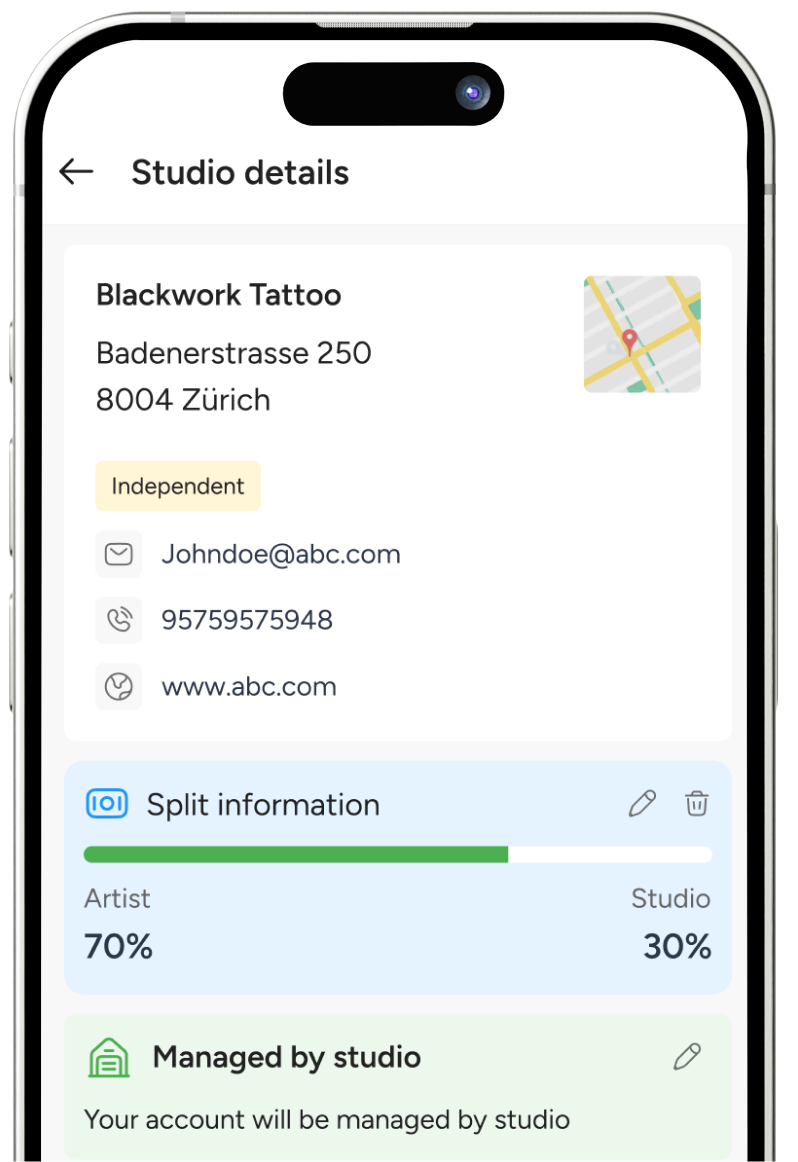 Studio details
Blackwork Tattoo
Badenerstrasse 250
8004 Zürich
Independent
Johndoe@abc.com
95759575948
www.abc.com
Split information
Artist
Studio
70%
30%
Managed by studio
Your account will be managed by studio